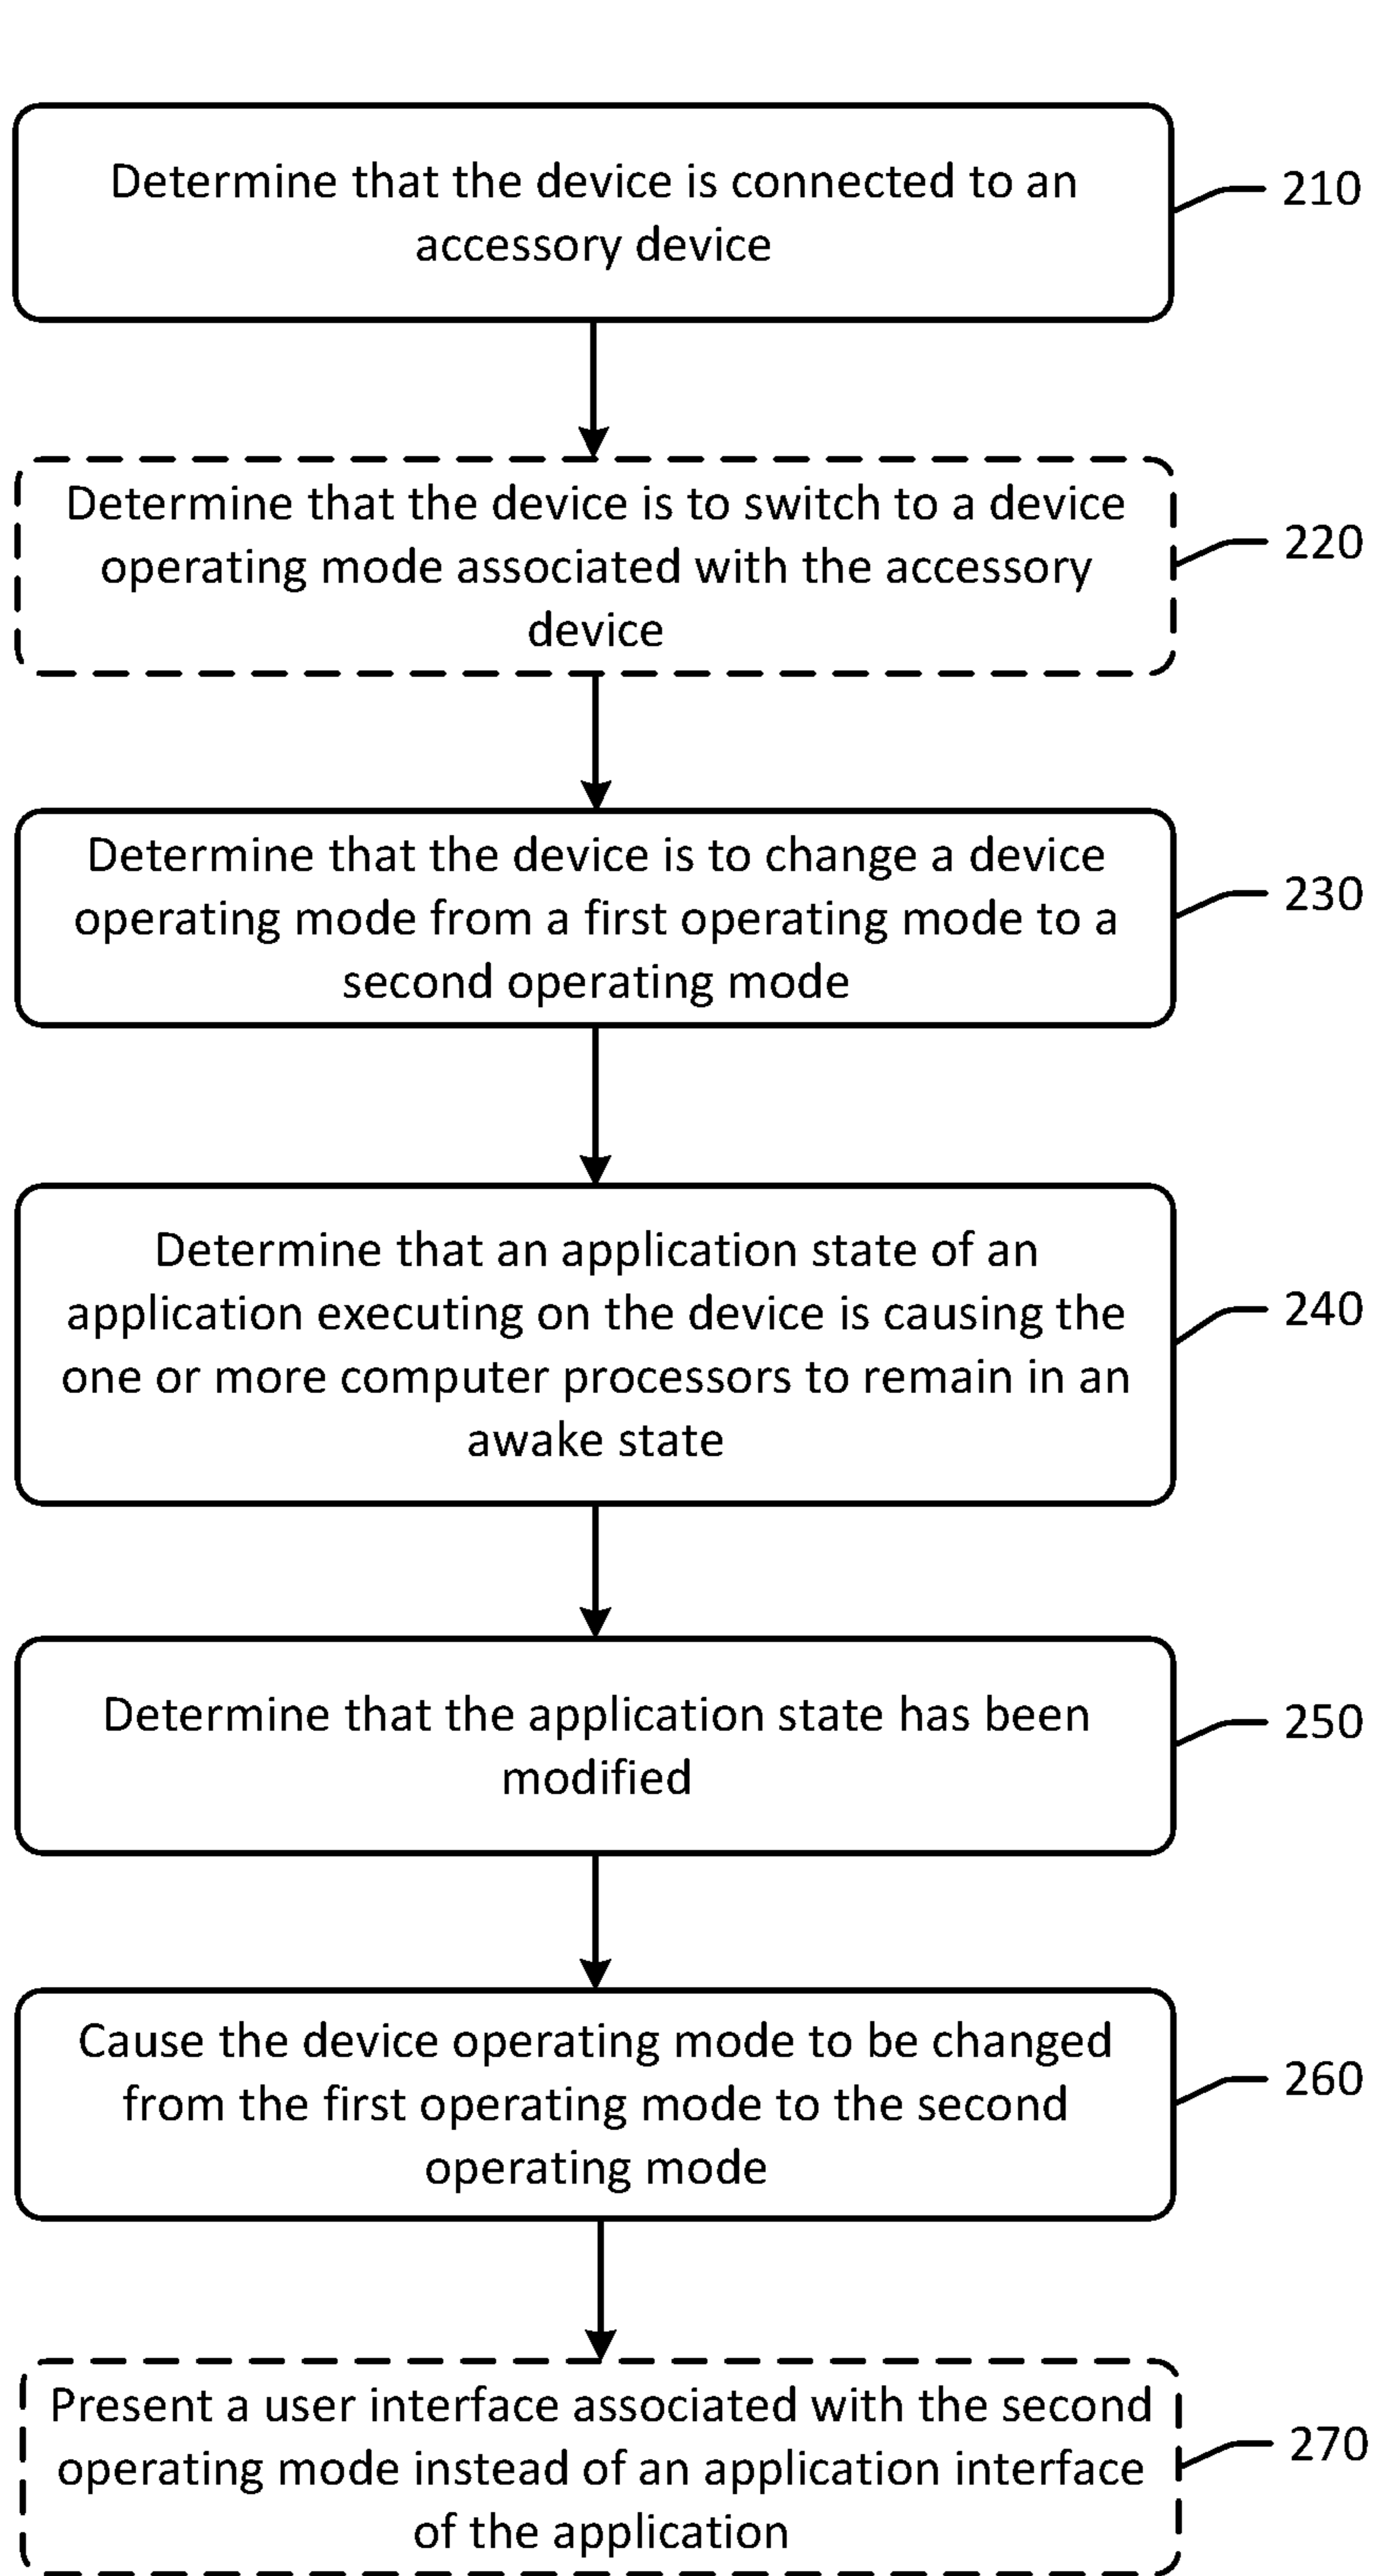 Determine that the device is connected to an
accessory device
210
Determine that the device is to switch to a device
operating mode associated with the accessory
device
220
Determine that the device is to change a device
operating mode from a first operating mode to a
second operating mode
230
Determine that an application state of an
application executing on the device is causing the
one or more computer processors to remain in an
awake state
240
Determine that the application state has been
modified
250
Cause the device operating mode to be changed
from the first operating mode to the second
operating mode
260
Present a user interface associated with the second
operating mode instead of an application interface
of the application
270